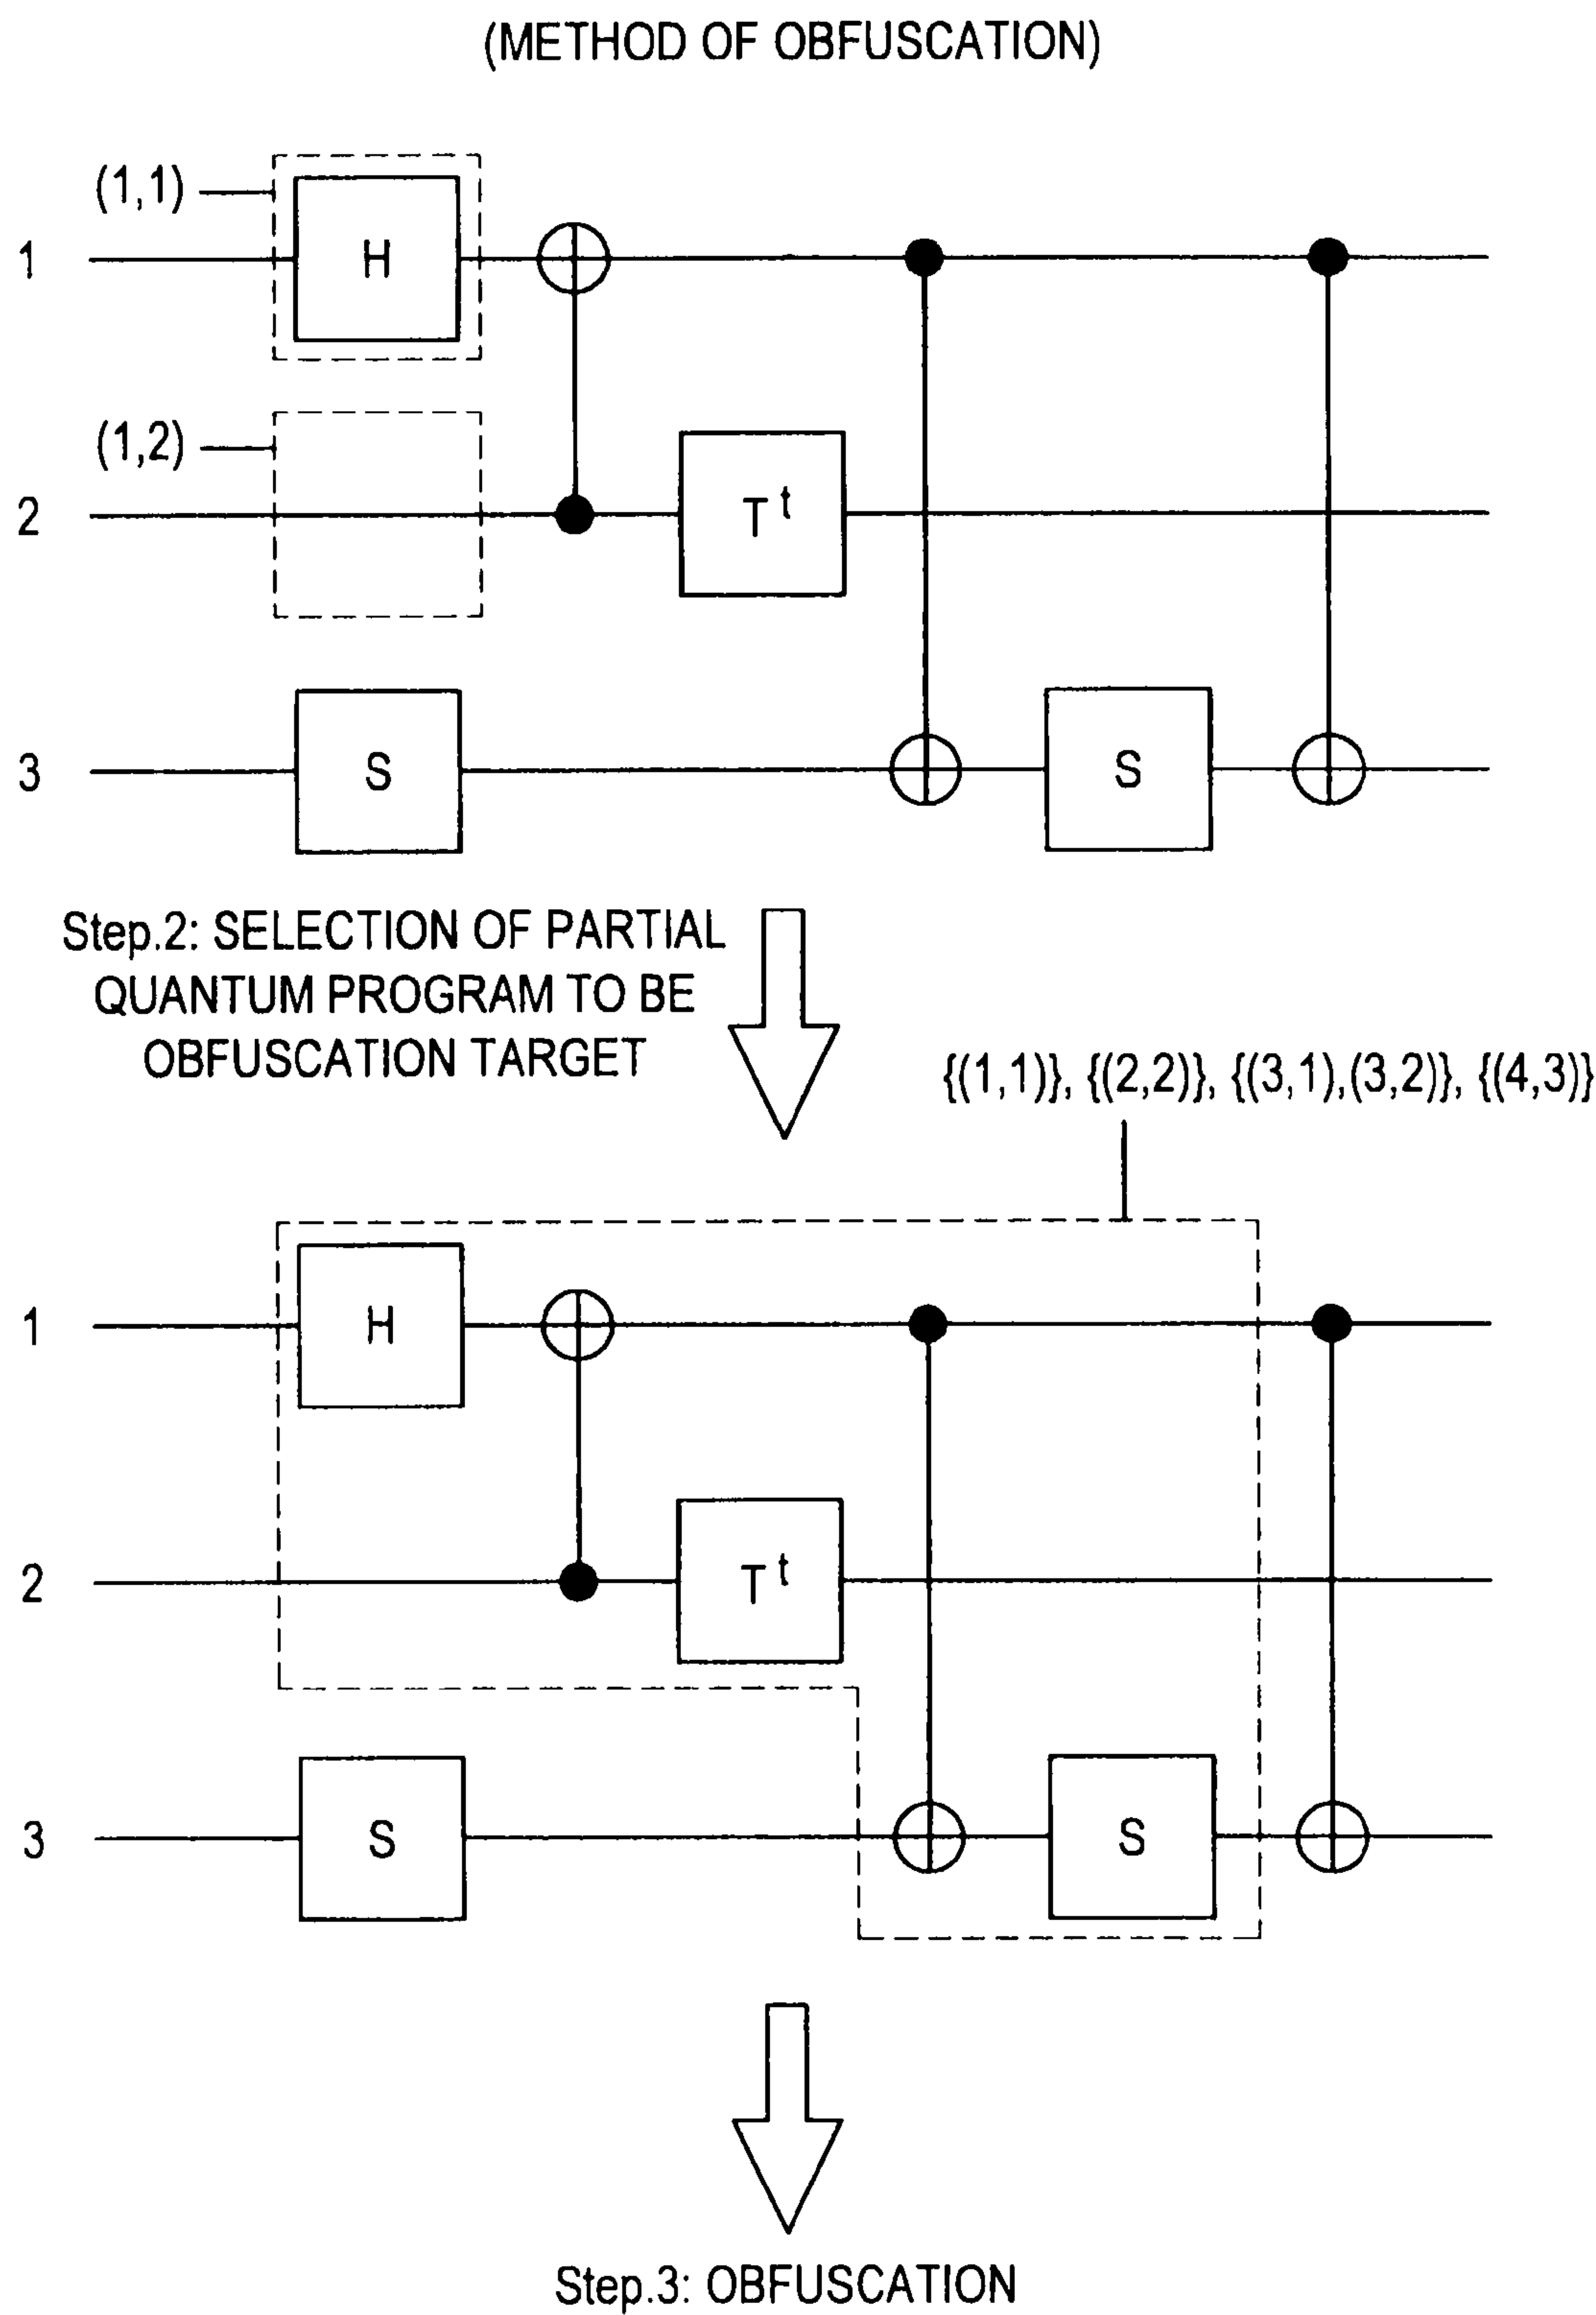 (METHOD OF OBFUSCATION)
(1,1)
1
H
(1,2)
2
T t
3
S
S
Step.2: SELECTION OF PARTIAL
QUANTUM PROGRAM TO BE
OBFUSCATION TARGET
{(1,1)}, {(2,2)}, {(3,1),(3,2)}, {(4,3)}
1
H
2
T t
3
S
S
Step.3: OBFUSCATION